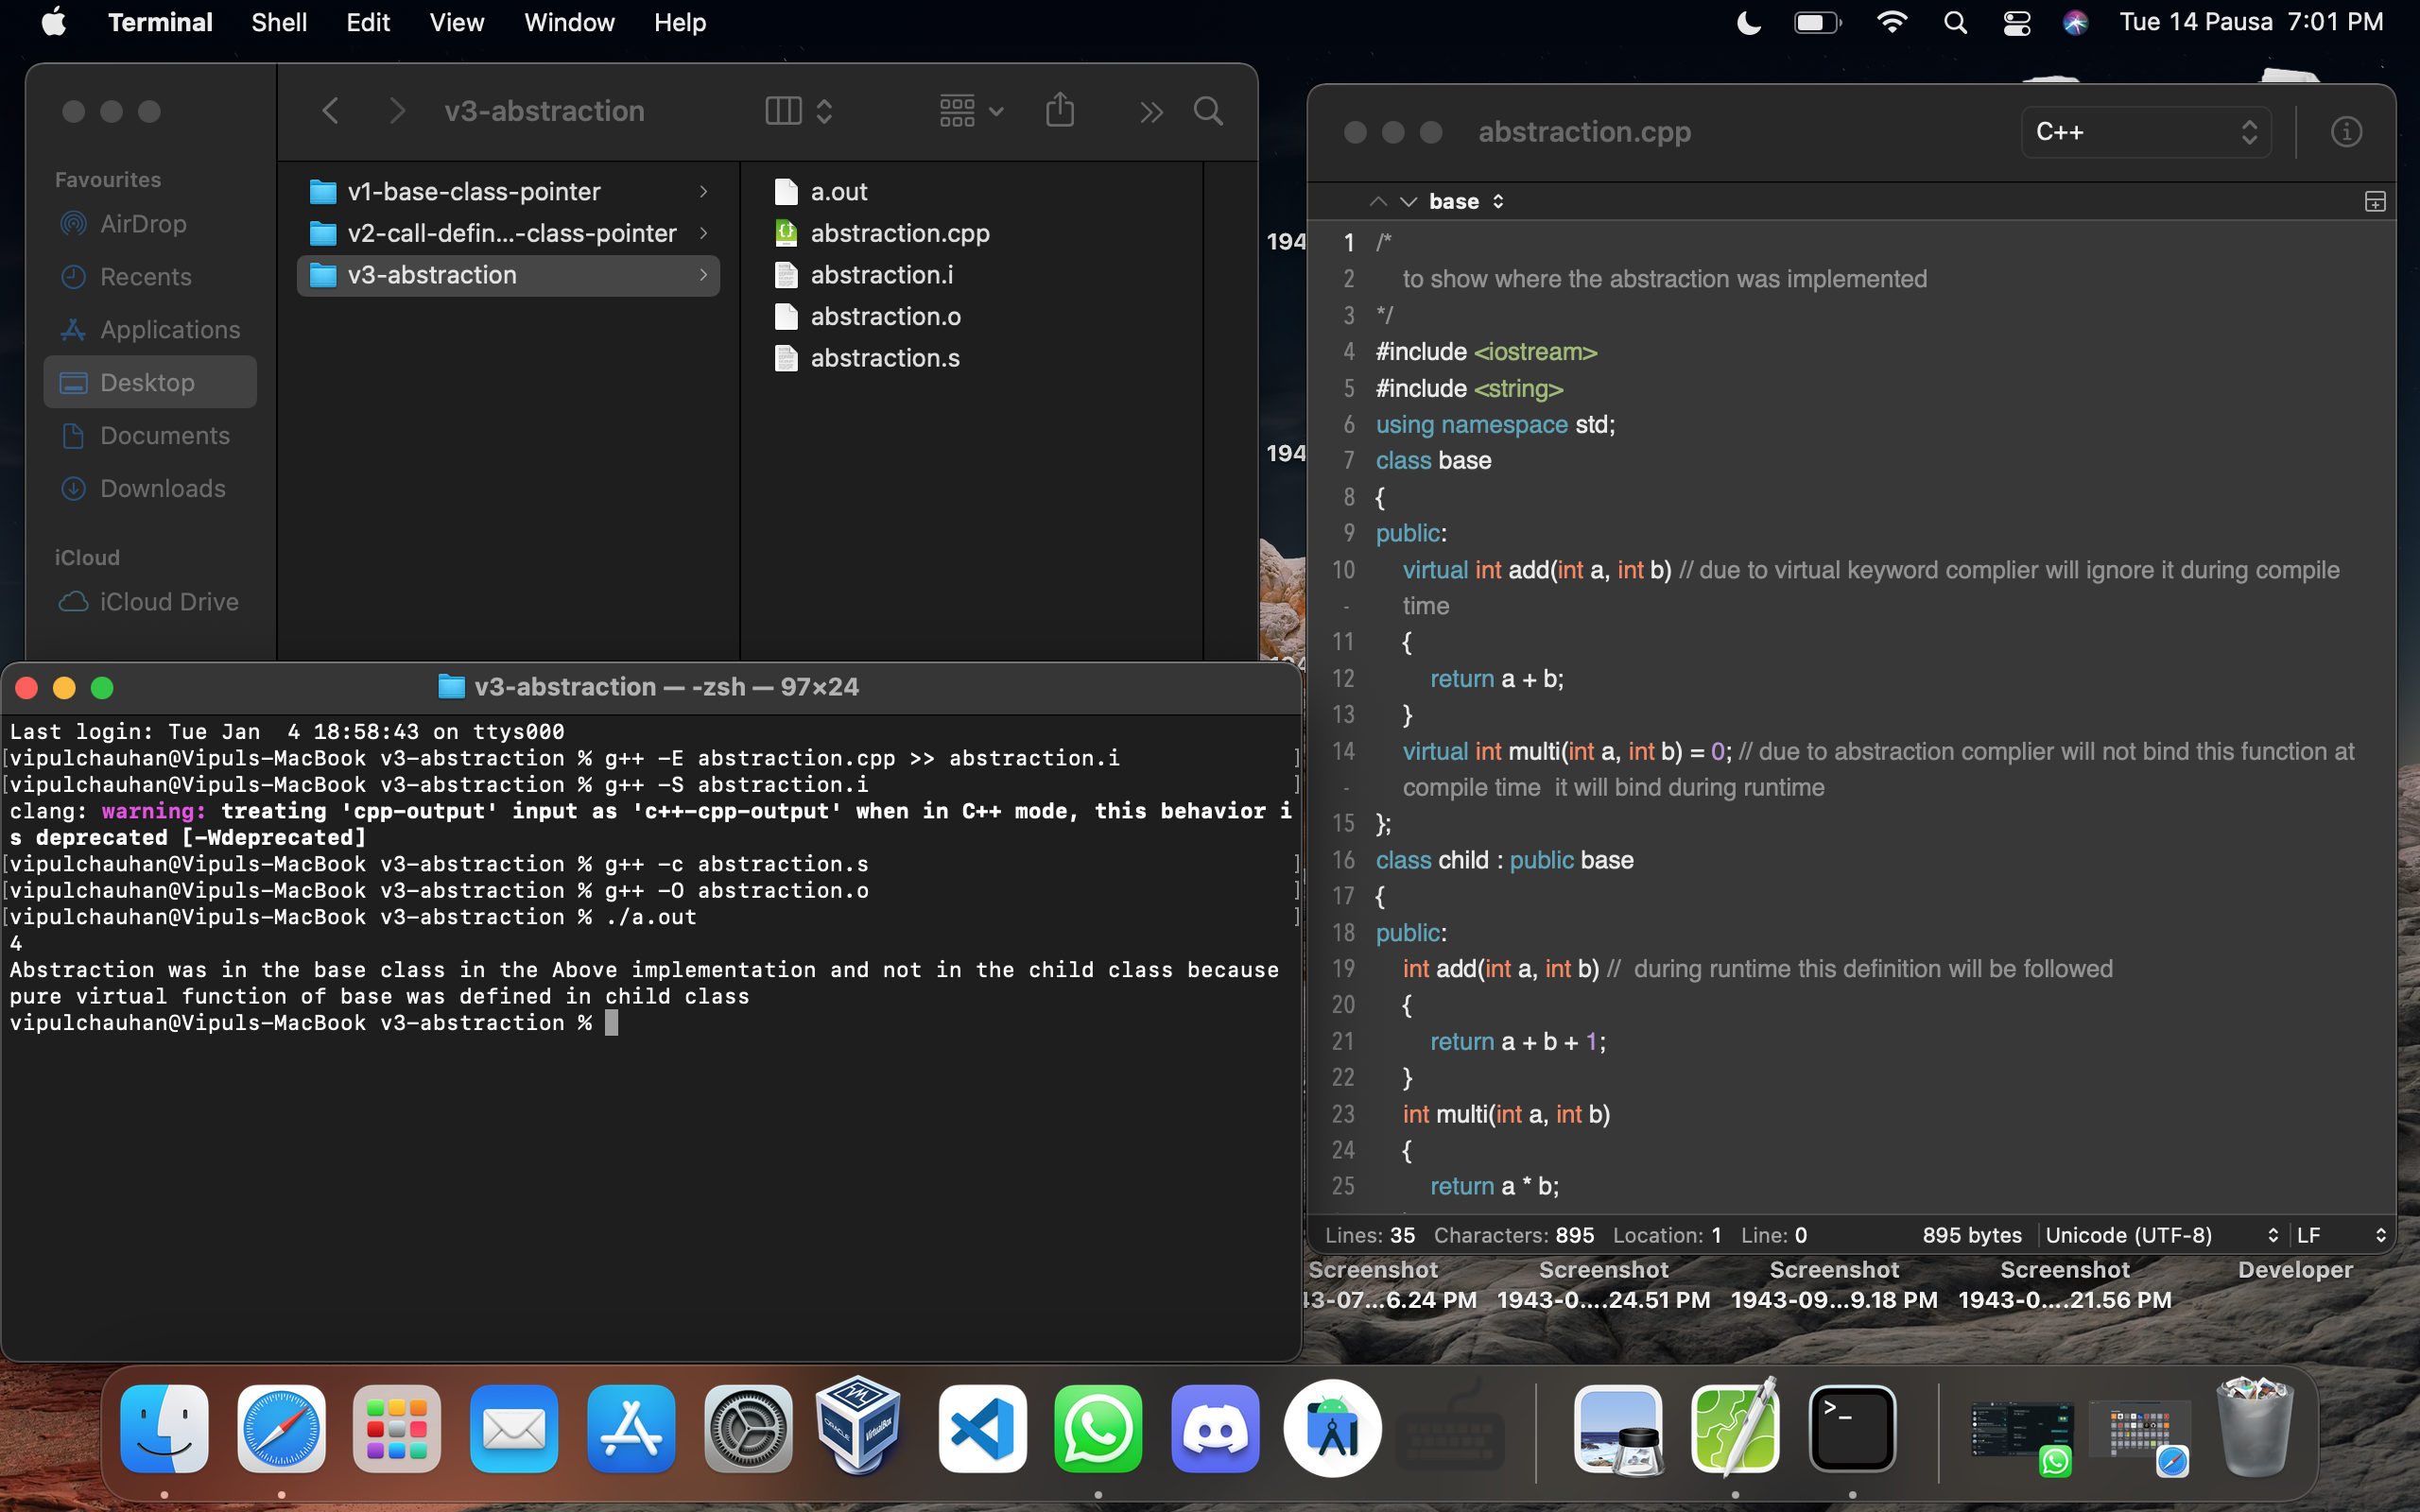 Terminal Shell Edit View Window Help Tue 14 Pausa 7:01 PM
v3-abstraction
Favourites
AirDrop
Recents
Applications
Desktop
Documents
Downloads
iCloud
iCloud Drive
v1-base-class-pointer
v2-call-defin...-class-pointer
v3-abstraction
a.out
abstraction.cpp
abstraction.i
abstraction.o
abstraction.s
194
194
abstraction.cpp C++
base
1 /*
2 to show where the abstraction was implemented
3 */
4 #include <iostream>
5 #include <string>
6 using namespace std;
7 class base
8 {
9 public:
10 virtual int add(int a, int b) // due to virtual keyword complier will ignore it during compile
- time
11 {
12 return a + b;
13 }
14 virtual int multi(int a, int b) = 0; // due to abstraction complier will not bind this function at
- compile time  it will bind during runtime
15 };
16 class child : public base
17 {
18 public:
19 int add(int a, int b) //  during runtime this definition will be followed
20 {
21 return a + b + 1;
22 }
23 int multi(int a, int b)
24 {
25 return a * b;
Lines: 35 Characters: 895 Location: 1 Line: 0 895 bytes Unicode (UTF-8) LF
v3-abstraction — -zsh — 97×24
Last login: Tue Jan  4 18:58:43 on ttys000
[vipulchauhan@Vipuls-MacBook v3-abstraction % g++ -E abstraction.cpp >> abstraction.i ]
[vipulchauhan@Vipuls-MacBook v3-abstraction % g++ -S abstraction.i ]
clang: warning: treating 'cpp-output' input as 'c++-cpp-output' when in C++ mode, this behavior i
s deprecated [-Wdeprecated]
[vipulchauhan@Vipuls-MacBook v3-abstraction % g++ -c abstraction.s ]
[vipulchauhan@Vipuls-MacBook v3-abstraction % g++ -O abstraction.o ]
[vipulchauhan@Vipuls-MacBook v3-abstraction % ./a.out ]
4
Abstraction was in the base class in the Above implementation and not in the child class because
pure virtual function of base was defined in child class
vipulchauhan@Vipuls-MacBook v3-abstraction %
Screenshot Screenshot Screenshot Screenshot Developer
13-07...6.24 PM 1943-0....24.51 PM 1943-09...9.18 PM 1943-0....21.56 PM